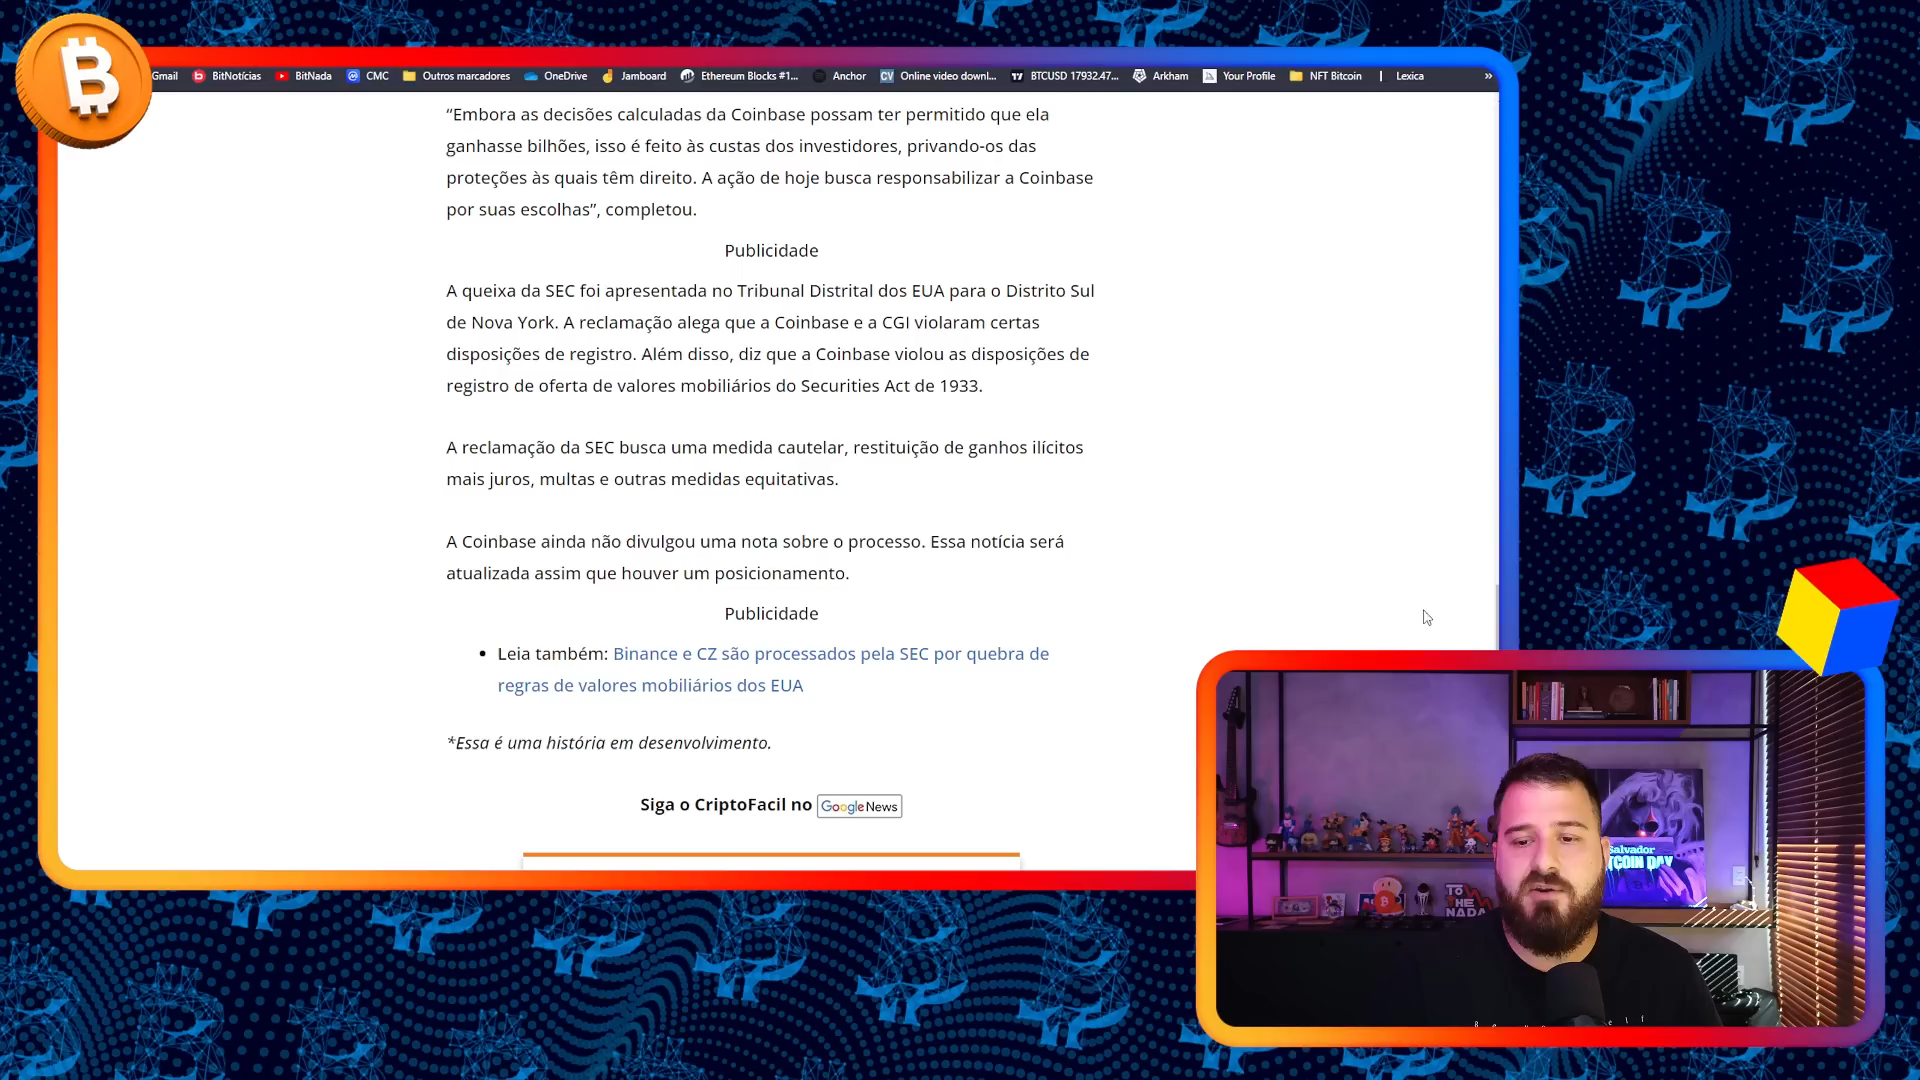 Gmail BitNotícias BitNada CMC Outros marcadores OneDrive Jamboard Ethereum Blocks #1... Anchor CV Online video downl... BTCUSD 17932.47... Arkham Your Profile NFT Bitcoin | Lexica »
“Embora as decisões calculadas da Coinbase possam ter permitido que ela
ganhasse bilhões, isso é feito às custas dos investidores, privando-os das
proteções às quais têm direito. A ação de hoje busca responsabilizar a Coinbase
por suas escolhas”, completou.
Publicidade
A queixa da SEC foi apresentada no Tribunal Distrital dos EUA para o Distrito Sul
de Nova York. A reclamação alega que a Coinbase e a CGI violaram certas
disposições de registro. Além disso, diz que a Coinbase violou as disposições de
registro de oferta de valores mobiliários do Securities Act de 1933.
A reclamação da SEC busca uma medida cautelar, restituição de ganhos ilícitos
mais juros, multas e outras medidas equitativas.
A Coinbase ainda não divulgou uma nota sobre o processo. Essa notícia será
atualizada assim que houver um posicionamento.
Publicidade
• Leia também: Binance e CZ são processados pela SEC por quebra de
regras de valores mobiliários dos EUA
*Essa é uma história em desenvolvimento.
Siga o CriptoFacil no Google News
Salvador
BITCOIN DAY
TO
THE
NADA